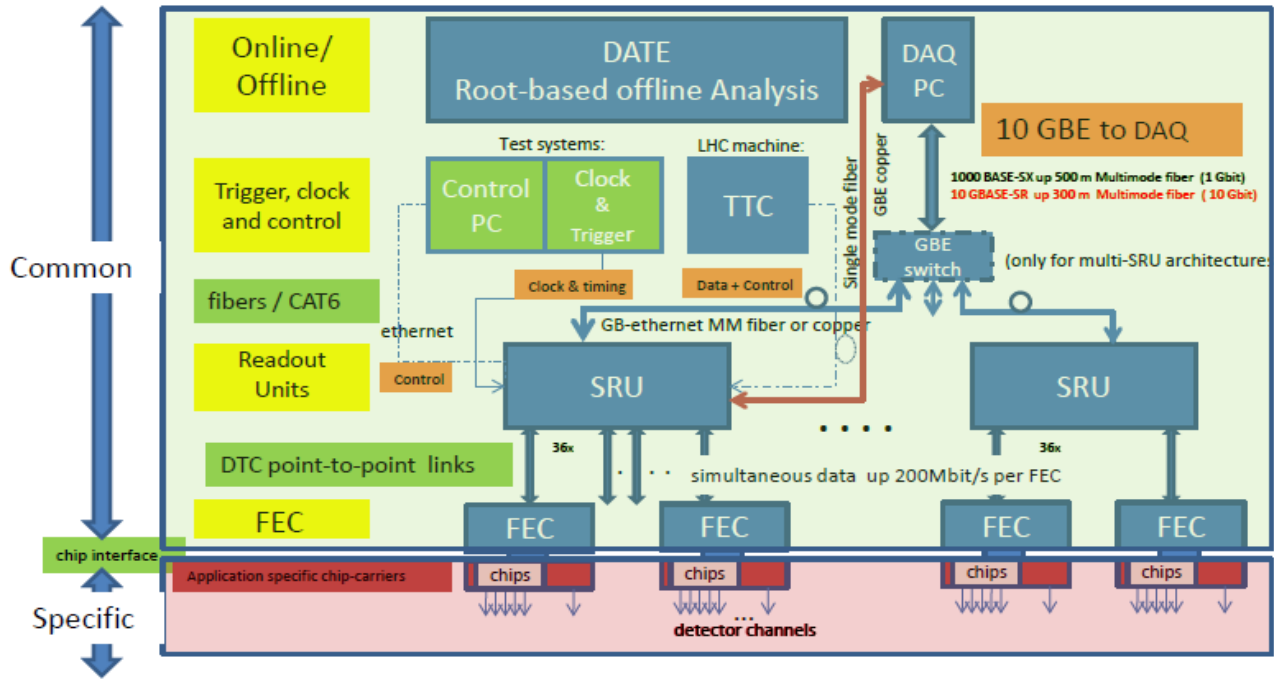 Online/
Offline
DATE
Root-based offline Analysis
DAQ
PC
10 GBE to DAQ
Test systems:
LHC machine:
Trigger, clock
and control
Control
PC
Clock
&
Trigger
TTC
Single mode fiber
GBE copper
1000 BASE-SX up 500 m Multimode fiber (1 Gbit)
10 GBASE-SR up 300 m Multimode fiber ( 10 Gbit)
GBE
switch
(only for multi-SRU architectures
Common
fibers / CAT6
Clock & timing
Data + Control
ethernet
GB-ethernet MM fiber or copper
Readout
Units
Control
SRU
SRU
. . . .
36x
36x
DTC point-to-point links
. . . .
simultaneous data up 200Mbit/s per FEC
FEC
FEC
FEC
FEC
FEC
chip interface
Application specific chip-carriers
chips
chips
chips
chips
Specific
...
detector channels